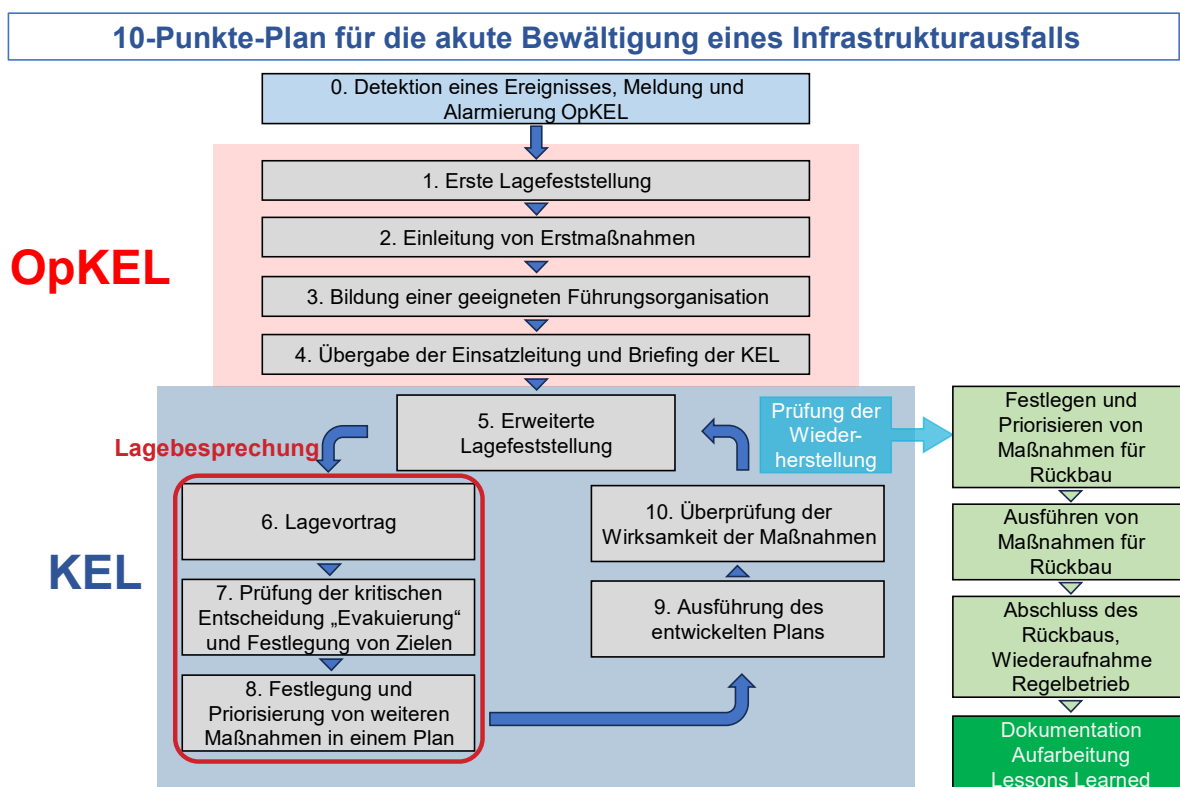 10-Punkte-Plan für die akute Bewältigung eines Infrastrukturausfalls
0. Detektion eines Ereignisses, Meldung und
Alarmierung OpKEL
1. Erste Lagefeststellung
2. Einleitung von Erstmaßnahmen
OpKEL
3. Bildung einer geeigneten Führungsorganisation
4. Übergabe der Einsatzleitung und Briefing der KEL
5. Erweiterte
Lagefeststellung
Prüfung der
Wieder-
herstellung
Lagebesprechung
6. Lagevortrag
KEL
7. Prüfung der kritischen
Entscheidung „Evakuierung“
und Festlegung von Zielen
8. Festlegung und
Priorisierung von weiteren
Maßnahmen in einem Plan
9. Ausführung des
entwickelten Plans
10. Überprüfung der
Wirksamkeit der Maßnahmen
Festlegen und
Priorisieren von
Maßnahmen für
Rückbau
Ausführen von
Maßnahmen für
Rückbau
Abschluss des
Rückbaus,
Wiederaufnahme
Regelbetrieb
Dokumentation
Aufarbeitung
Lessons Learned